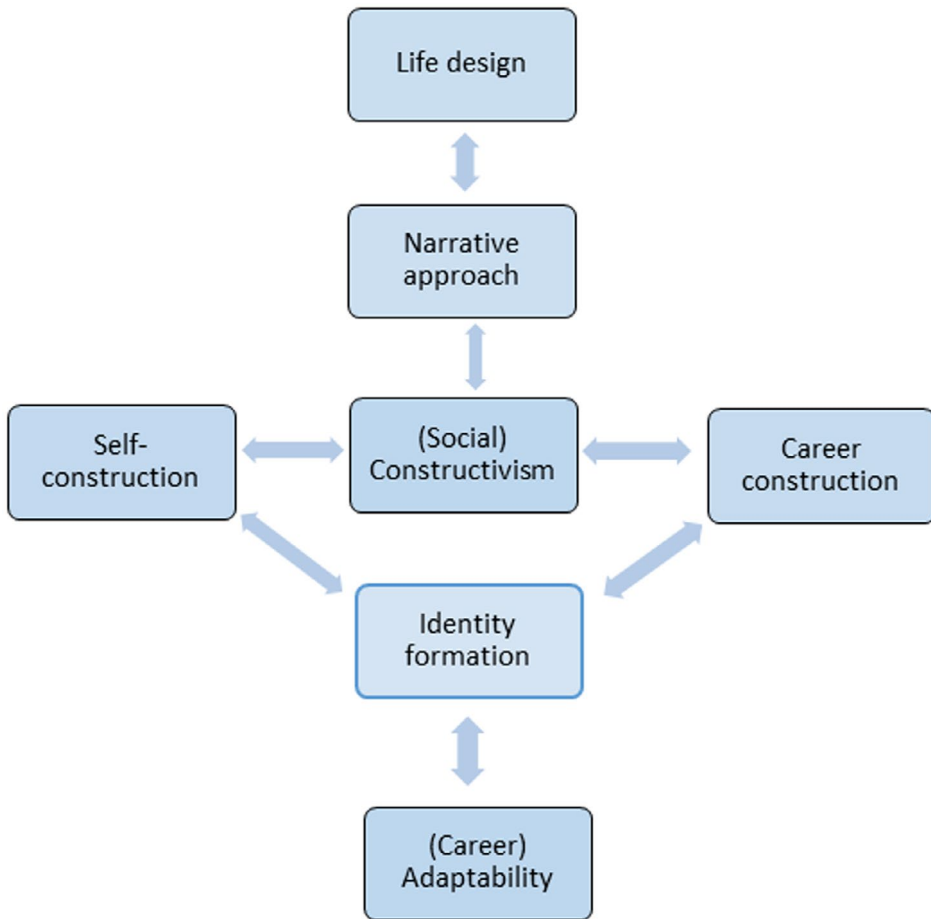 Life design
Narrative
approach
Self-
construction
(Social)
Constructivism
Career
construction
Identity
formation
(Career)
Adaptability